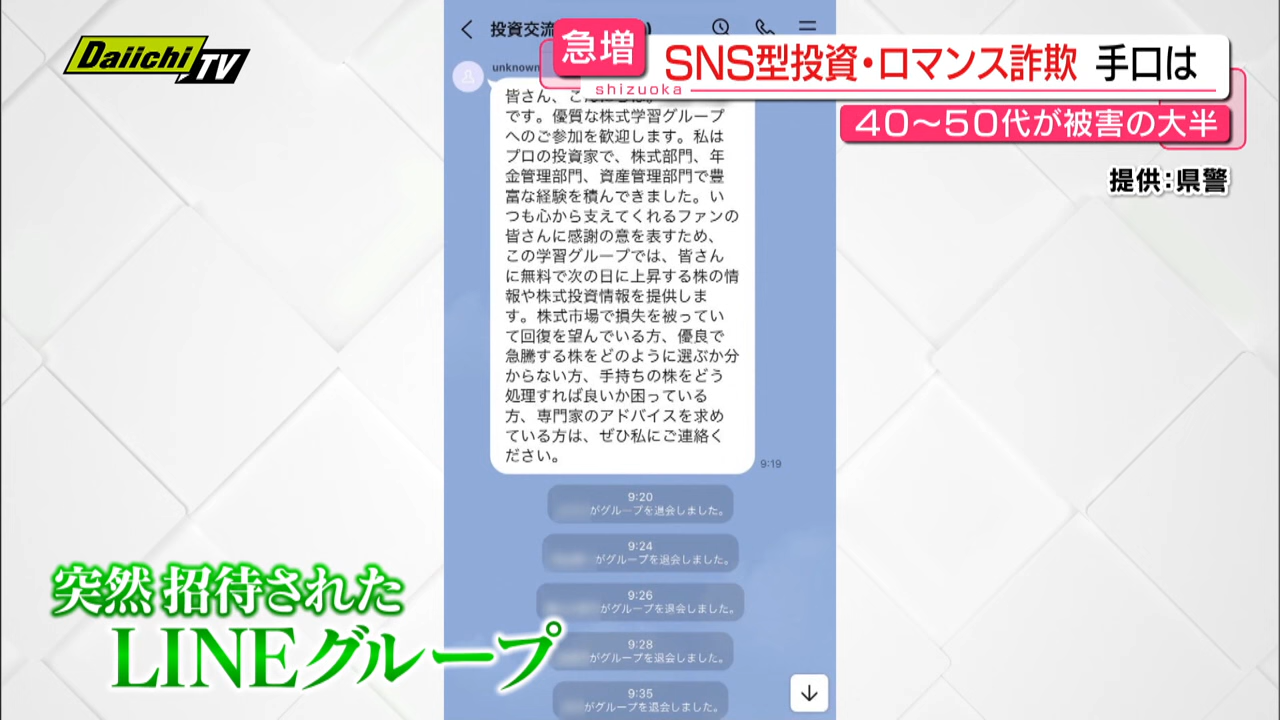 Daiichi TV
投資交流
急増
SNS型投資・ロマンス詐欺 手口は
shizuoka
40〜50代が被害の大半
提供：県警
unknown
皆さん、こんにちは。
です。優質な株式学習グループ
へのご参加を歓迎します。私は
プロの投資家で、株式部門、年
金管理部門、資産管理部門で豊
富な経験を積んできました。い
つも心から支えてくれるファンの
皆さんに感謝の意を表すため、
この学習グループでは、皆さん
に無料で次の日に上昇する株の情
報や株式投資情報を提供しま
す。株式市場で損失を被ってい
て回復を望んでいる方、優良で
急騰する株をどのように選ぶか分
からない方、手持ちの株をどう
処理すれば良いか困っている
方、専門家のアドバイスを求め
ている方は、ぜひ私にご連絡く
ださい。
9:19
9:20
がグループを退会しました。
9:24
がグループを退会しました。
9:26
がグループを退会しました。
9:28
がグループを退会しました。
9:35
がグループを退会しました。
突然 招待された
LINEグループ